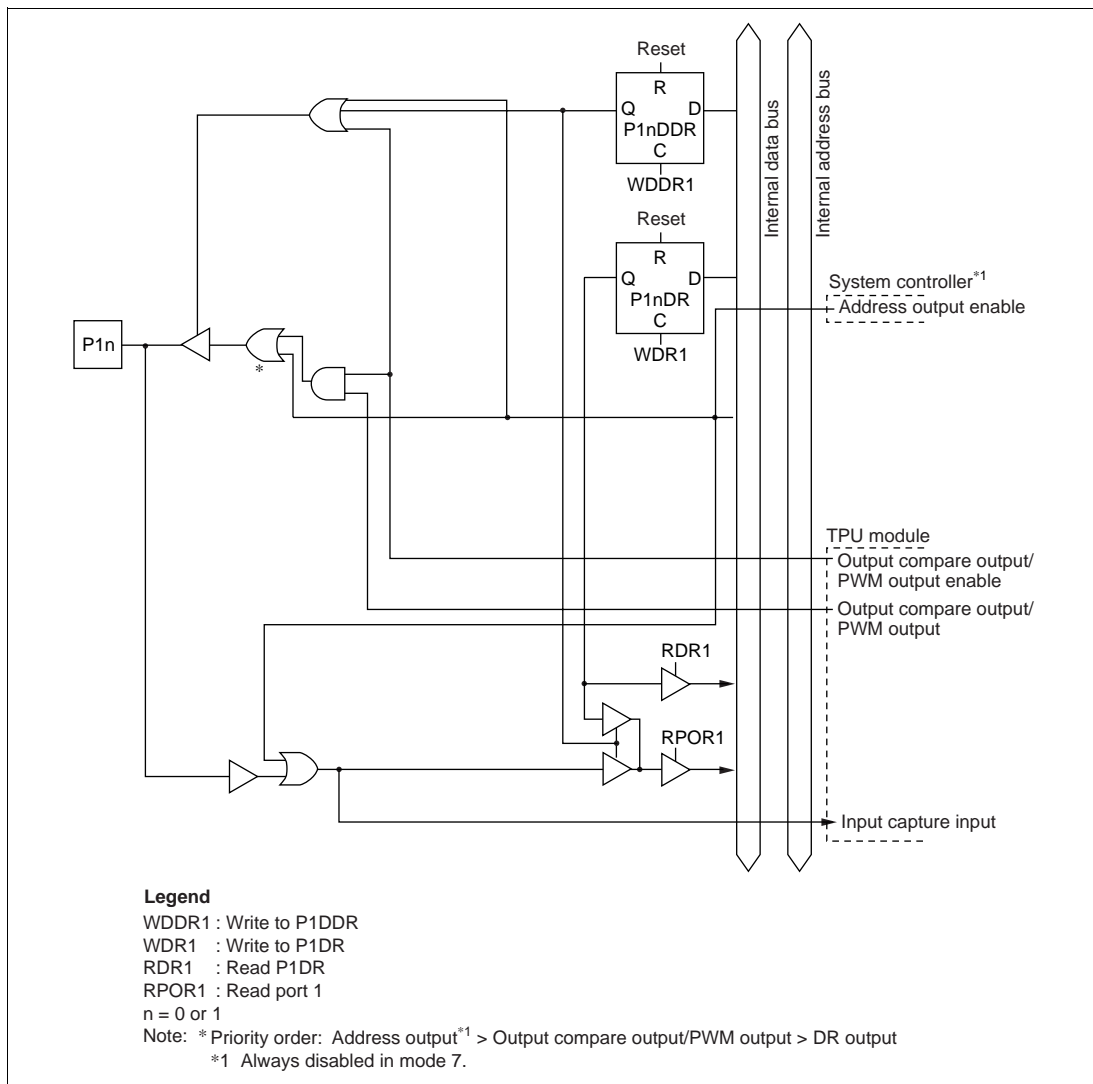 Reset
R
Q D
P1nDDR
C
WDDR1
Reset
R
Q D
P1nDR
C
WDR1
Internal data bus
Internal address bus
System controller*1
Address output enable
P1n
*
TPU module
Output compare output/
PWM output enable
Output compare output/
PWM output
RDR1
RPOR1
Input capture input
Legend
WDDR1 : Write to P1DDR
WDR1 : Write to P1DR
RDR1 : Read P1DR
RPOR1 : Read port 1
n = 0 or 1
Note: * Priority order: Address output*1 > Output compare output/PWM output > DR output
*1 Always disabled in mode 7.